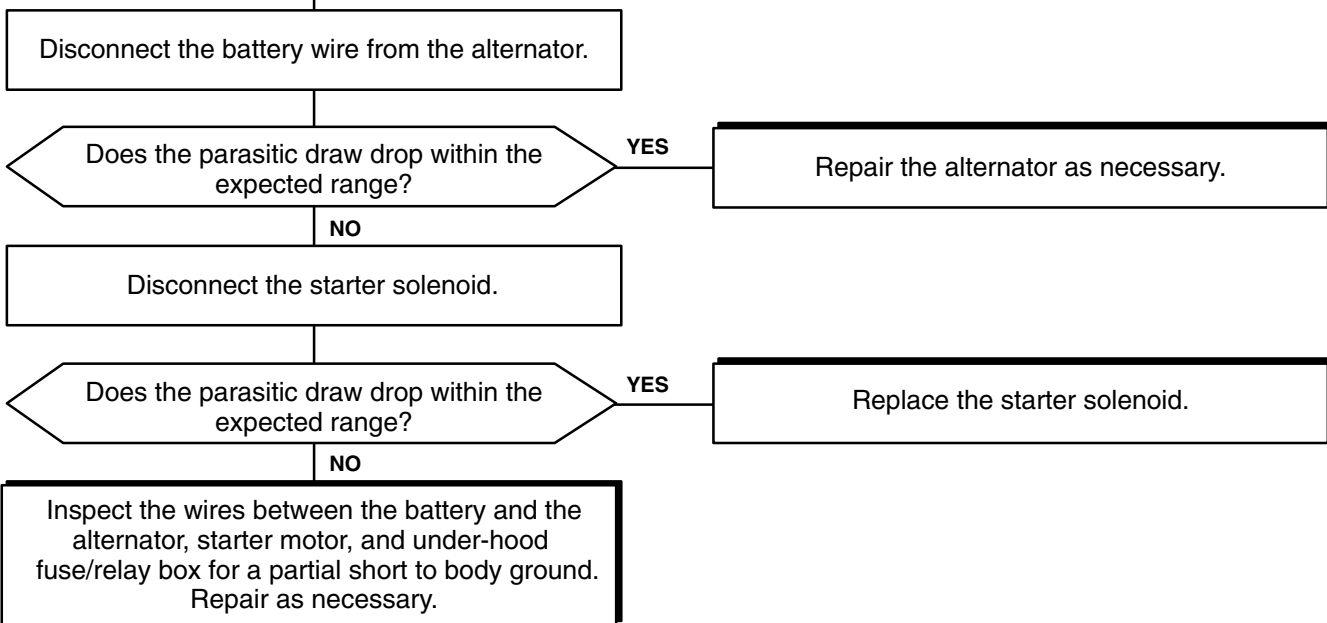 Disconnect the battery wire from the alternator.
Does the parasitic draw drop within the
expected range?
YES
Repair the alternator as necessary.
NO
Disconnect the starter solenoid.
Does the parasitic draw drop within the
expected range?
YES
Replace the starter solenoid.
NO
Inspect the wires between the battery and the
alternator, starter motor, and under-hood
fuse/relay box for a partial short to body ground.
Repair as necessary.